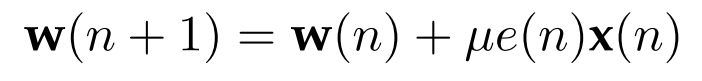 𝐰(n + 1) = 𝐰(n) + μe(n)𝐱(n)